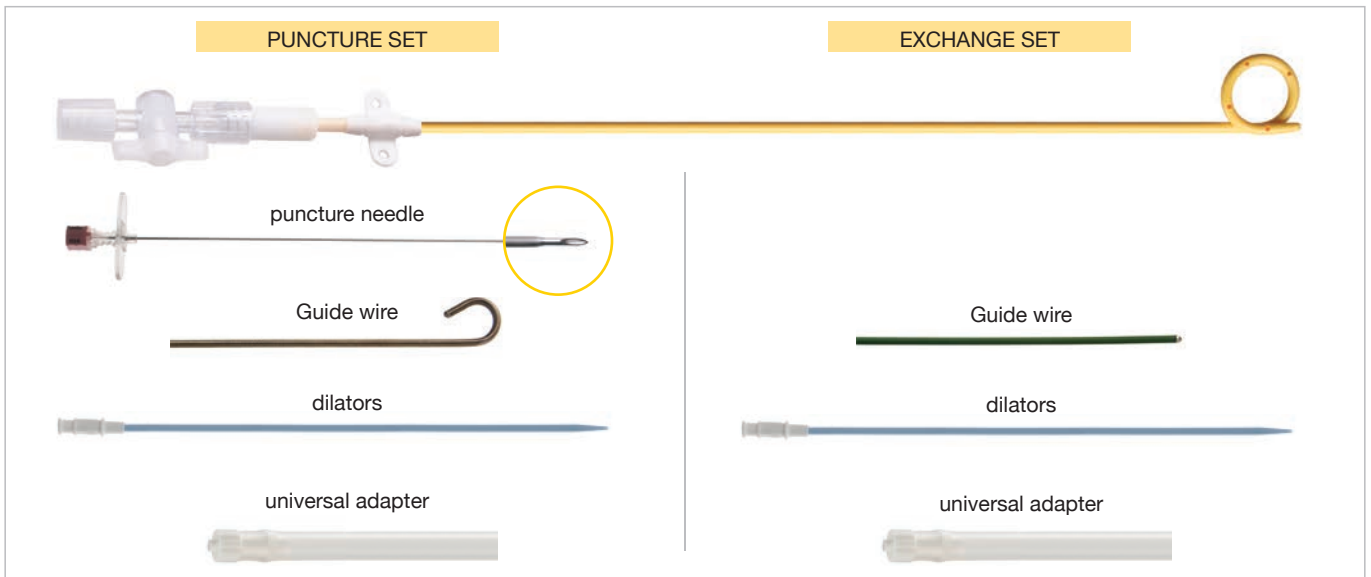 PUNCTURE SET
EXCHANGE SET
puncture needle
Guide wire
Guide wire
dilators
dilators
universal adapter
universal adapter